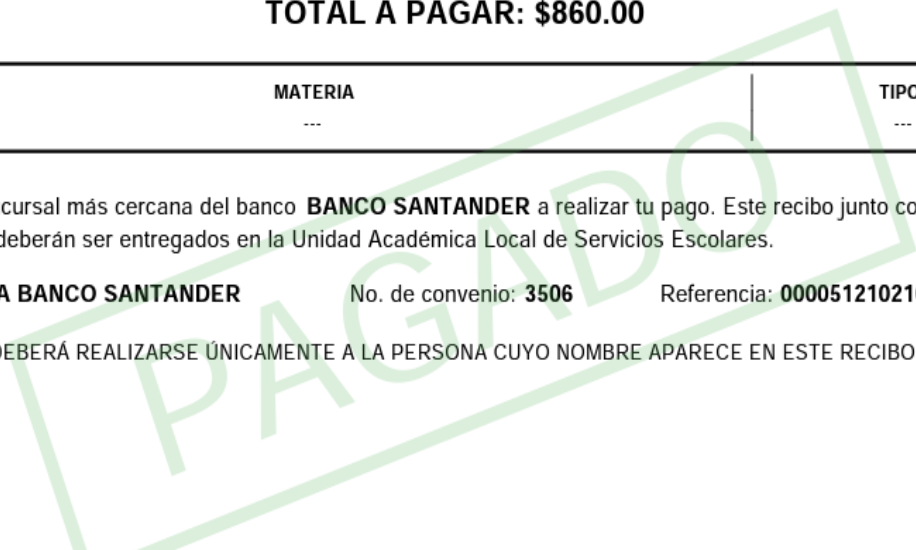 TOTAL A PAGAR: $860.00
MATERIA TIPO
--- ---
cursal más cercana del banco BANCO SANTANDER a realizar tu pago. Este recibo junto co
deberán ser entregados en la Unidad Académica Local de Servicios Escolares.
A BANCO SANTANDER No. de convenio: 3506 Referencia: 000051210210
DEBERÁ REALIZARSE ÚNICAMENTE A LA PERSONA CUYO NOMBRE APARECE EN ESTE RECIBO
PAGADO